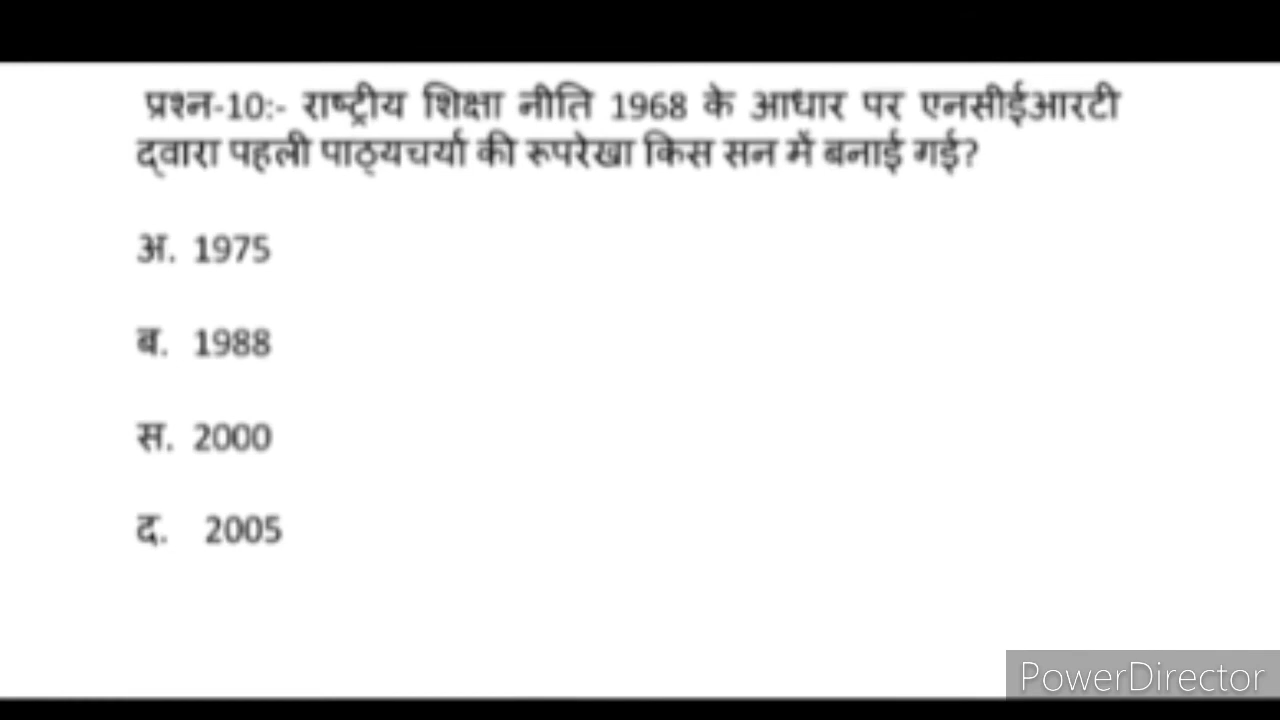 प्रश्न-10:- राष्ट्रीय शिक्षा नीति 1968 के आधार पर एनसीईआरटी
द्वारा पहली पाठ्यचर्या की रूपरेखा किस सन में बनाई गई?
अ. 1975
ब. 1988
स. 2000
द. 2005
PowerDirector